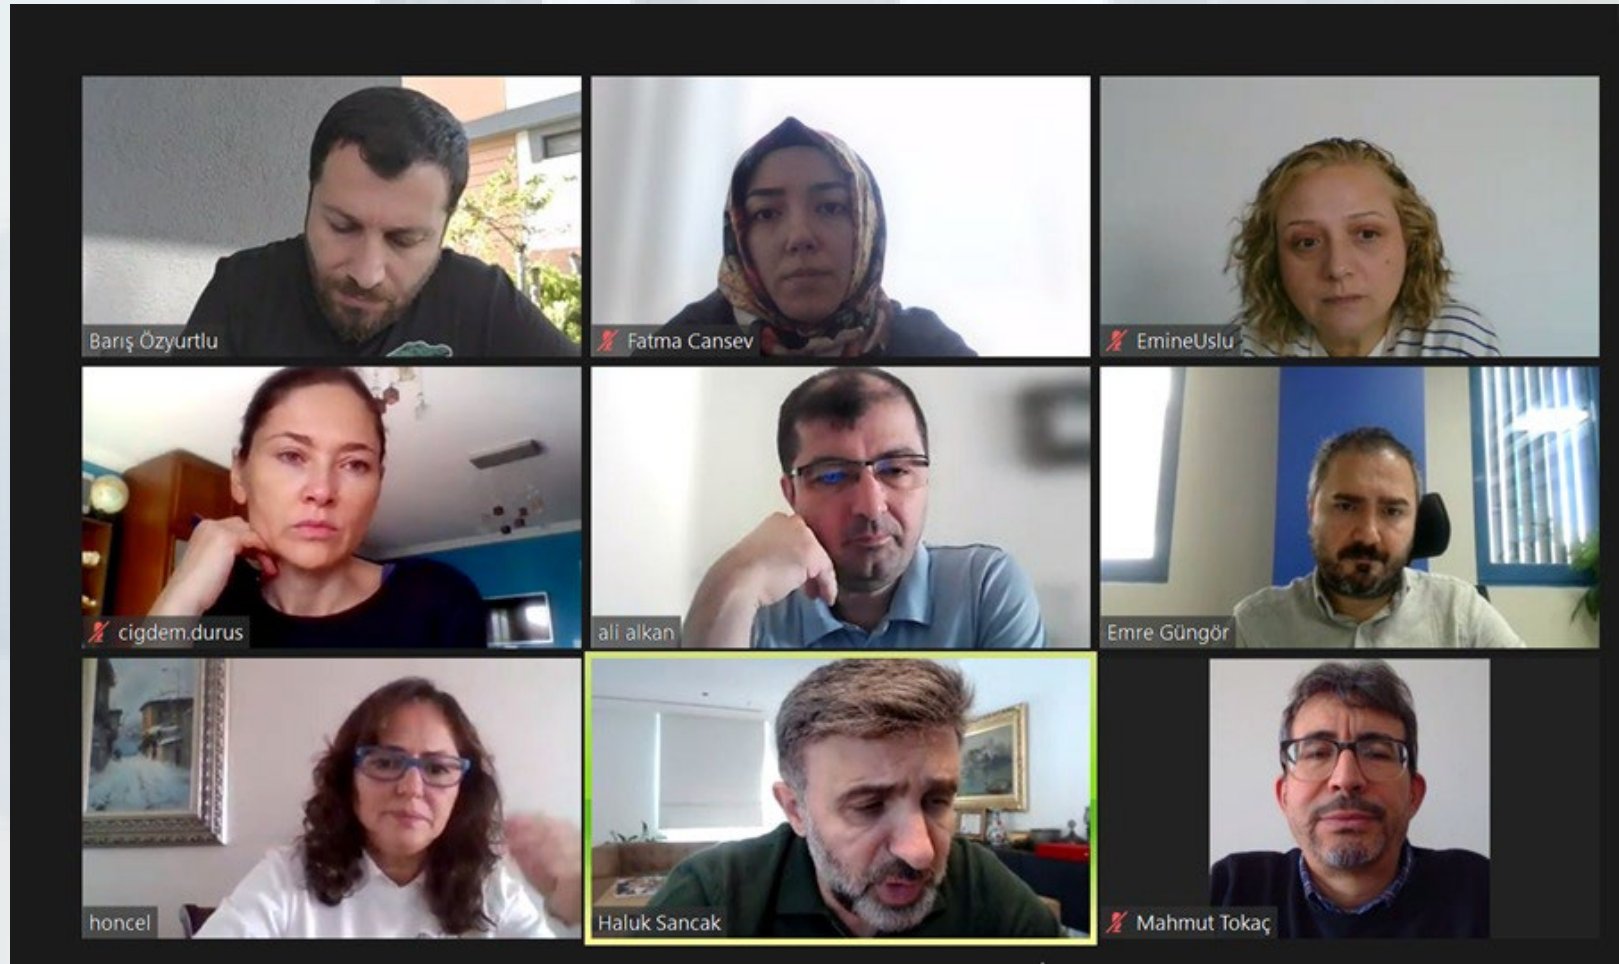 Barış Özyurtlu
Fatma Cansev
EmineUslu
cigdem.durus
ali alkan
Emre Güngör
honcel
Haluk Sancak
Mahmut Tokaç